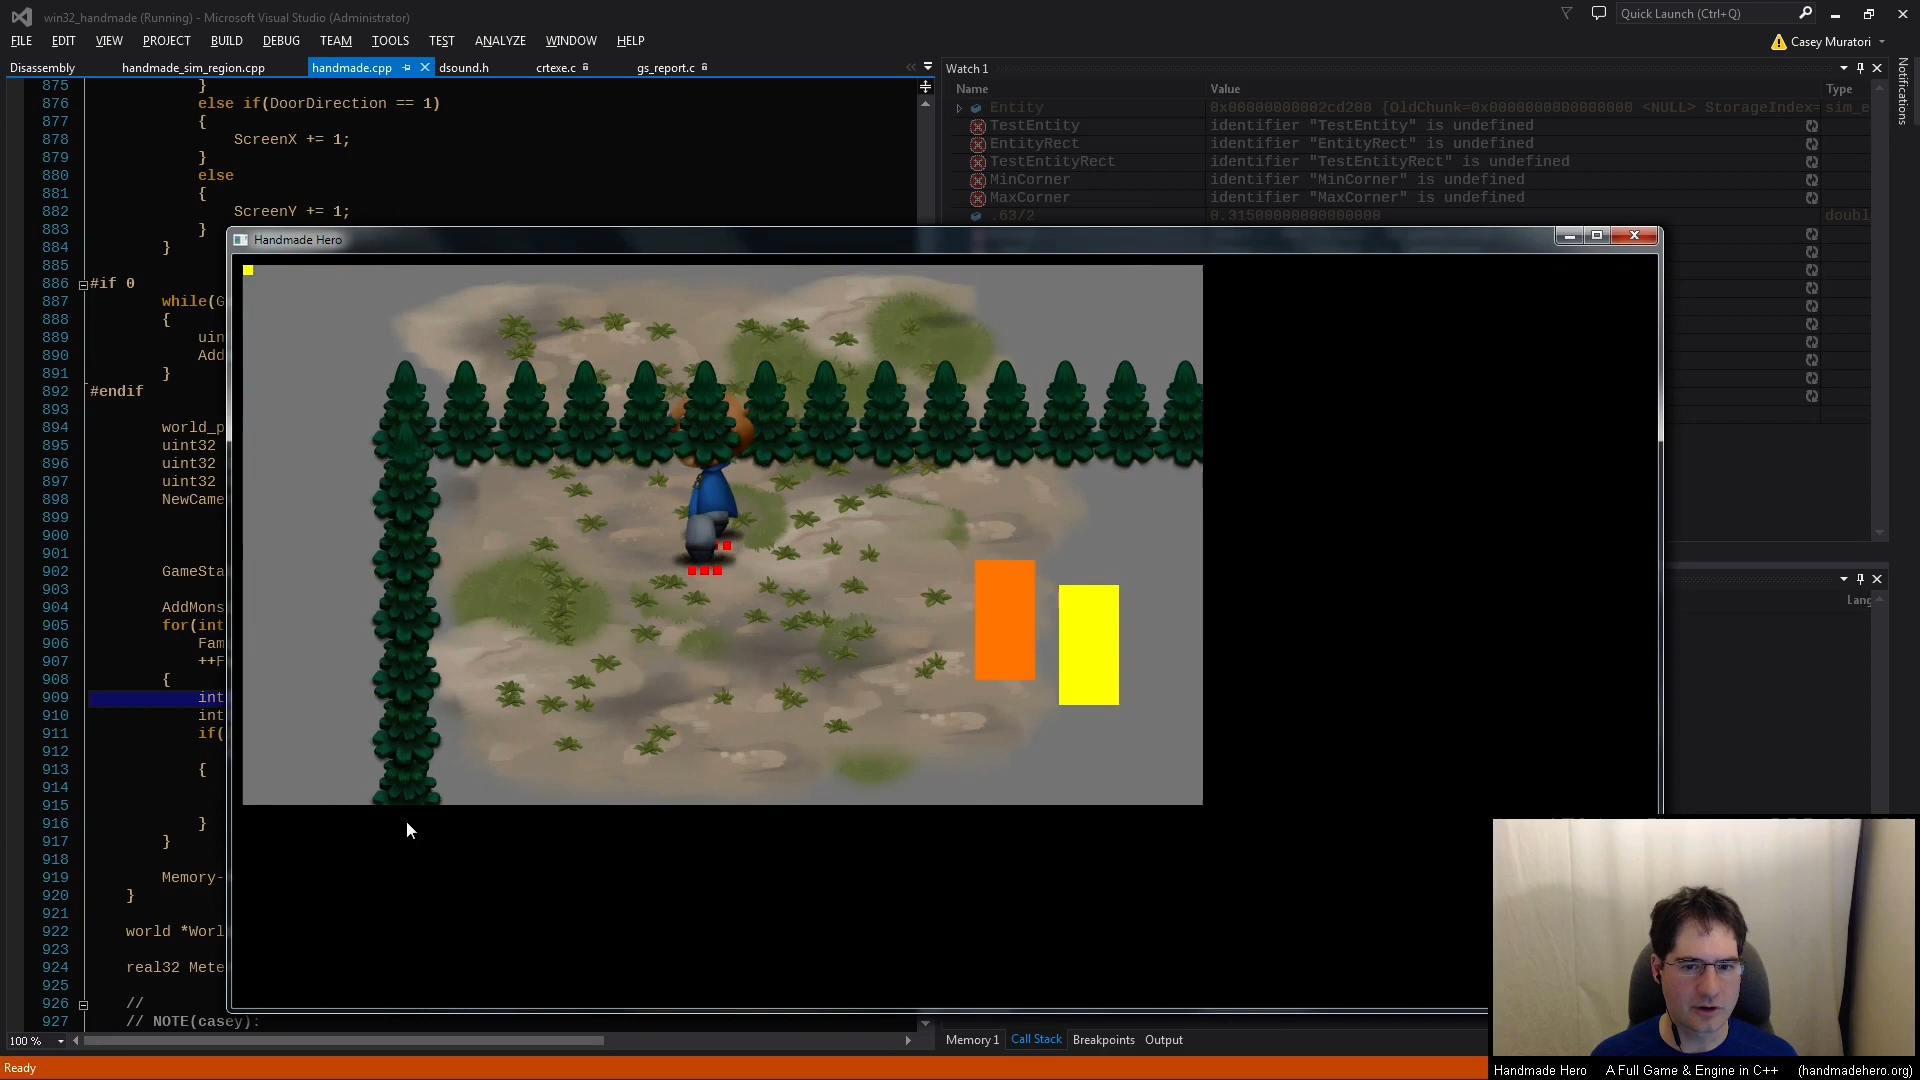 win32_handmade (Running) - Microsoft Visual Studio (Administrator)
Quick Launch (Ctrl+Q)
FILE EDIT VIEW PROJECT BUILD DEBUG TEAM TOOLS TEST ANALYZE WINDOW HELP
Casey Muratori
Disassembly handmade_sim_region.cpp handmade.cpp dsound.h crtexe.c gs_report.c
Watch 1
Notifications
Name Value Type
Entity 0x00000000002cd200 {OldChunk=0x0000000000000000 <NULL> StorageIndex= sim_e
TestEntity identifier "TestEntity" is undefined
EntityRect identifier "EntityRect" is undefined
TestEntityRect identifier "TestEntityRect" is undefined
MinCorner identifier "MinCorner" is undefined
MaxCorner identifier "MaxCorner" is undefined
.63/2 0.31500000000000000 doubl
875 }
876 else if(DoorDirection == 1)
877 {
878 ScreenX += 1;
879 }
880 else
881 {
882 ScreenY += 1;
883 }
884 }
885
886 #if 0
887 while(G
888 {
889 uin
890 Add
891 }
892 #endif
893
894 world_p
895 uint32
896 uint32
897 uint32
898 NewCame
899
900
901
902 GameSta
903
904 AddMons
905 for(int
906 Fam
907 ++F
908 {
909 int
910 int
911 if(
912
913 {
914
915
916 }
917 }
918
919 Memory-
920 }
921
922 world *Worl
923
924 real32 Mete
925
926 //
927 // NOTE(casey):
Handmade Hero
Lang
100 %
Memory 1 Call Stack Breakpoints Output
Ready
Handmade Hero A Full Game & Engine in C++ (handmadehero.org)